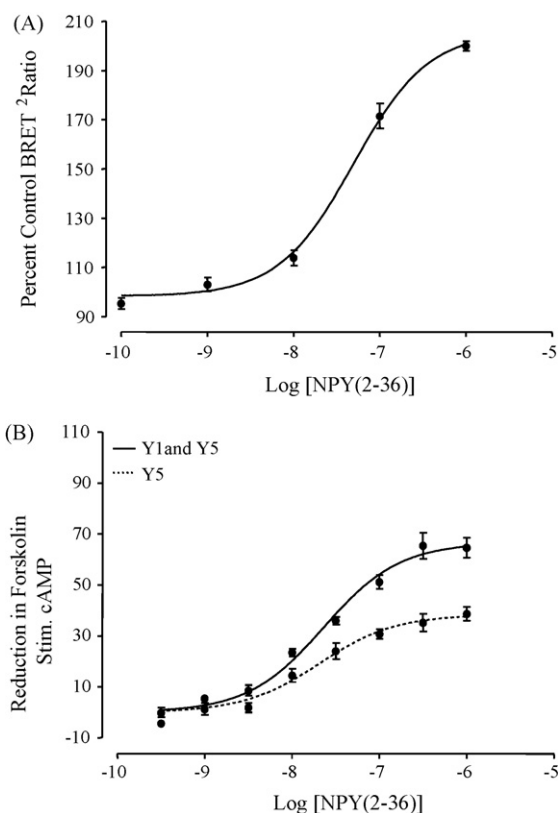 (A)
Percent Control BRET ²Ratio
210
190
170
150
130
110
90
-10
-9
-8
-7
-6
-5
Log [NPY(2-36)]
(B)
Reduction in Forskolin
Stim. cAMP
110
90
70
50
30
10
-10
Y1and Y5
Y5
-10
-9
-8
-7
-6
-5
Log [NPY(2-36)]